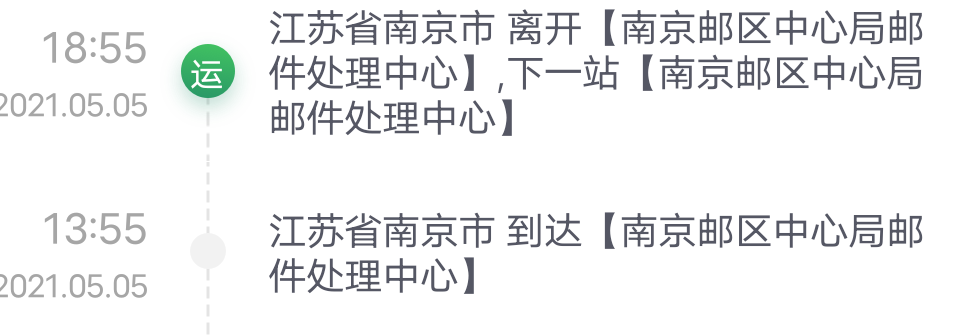 18:55
2021.05.05
运
江苏省南京市 离开【南京邮区中心局邮
件处理中心】,下一站【南京邮区中心局
邮件处理中心】
13:55
2021.05.05
江苏省南京市 到达【南京邮区中心局邮
件处理中心】